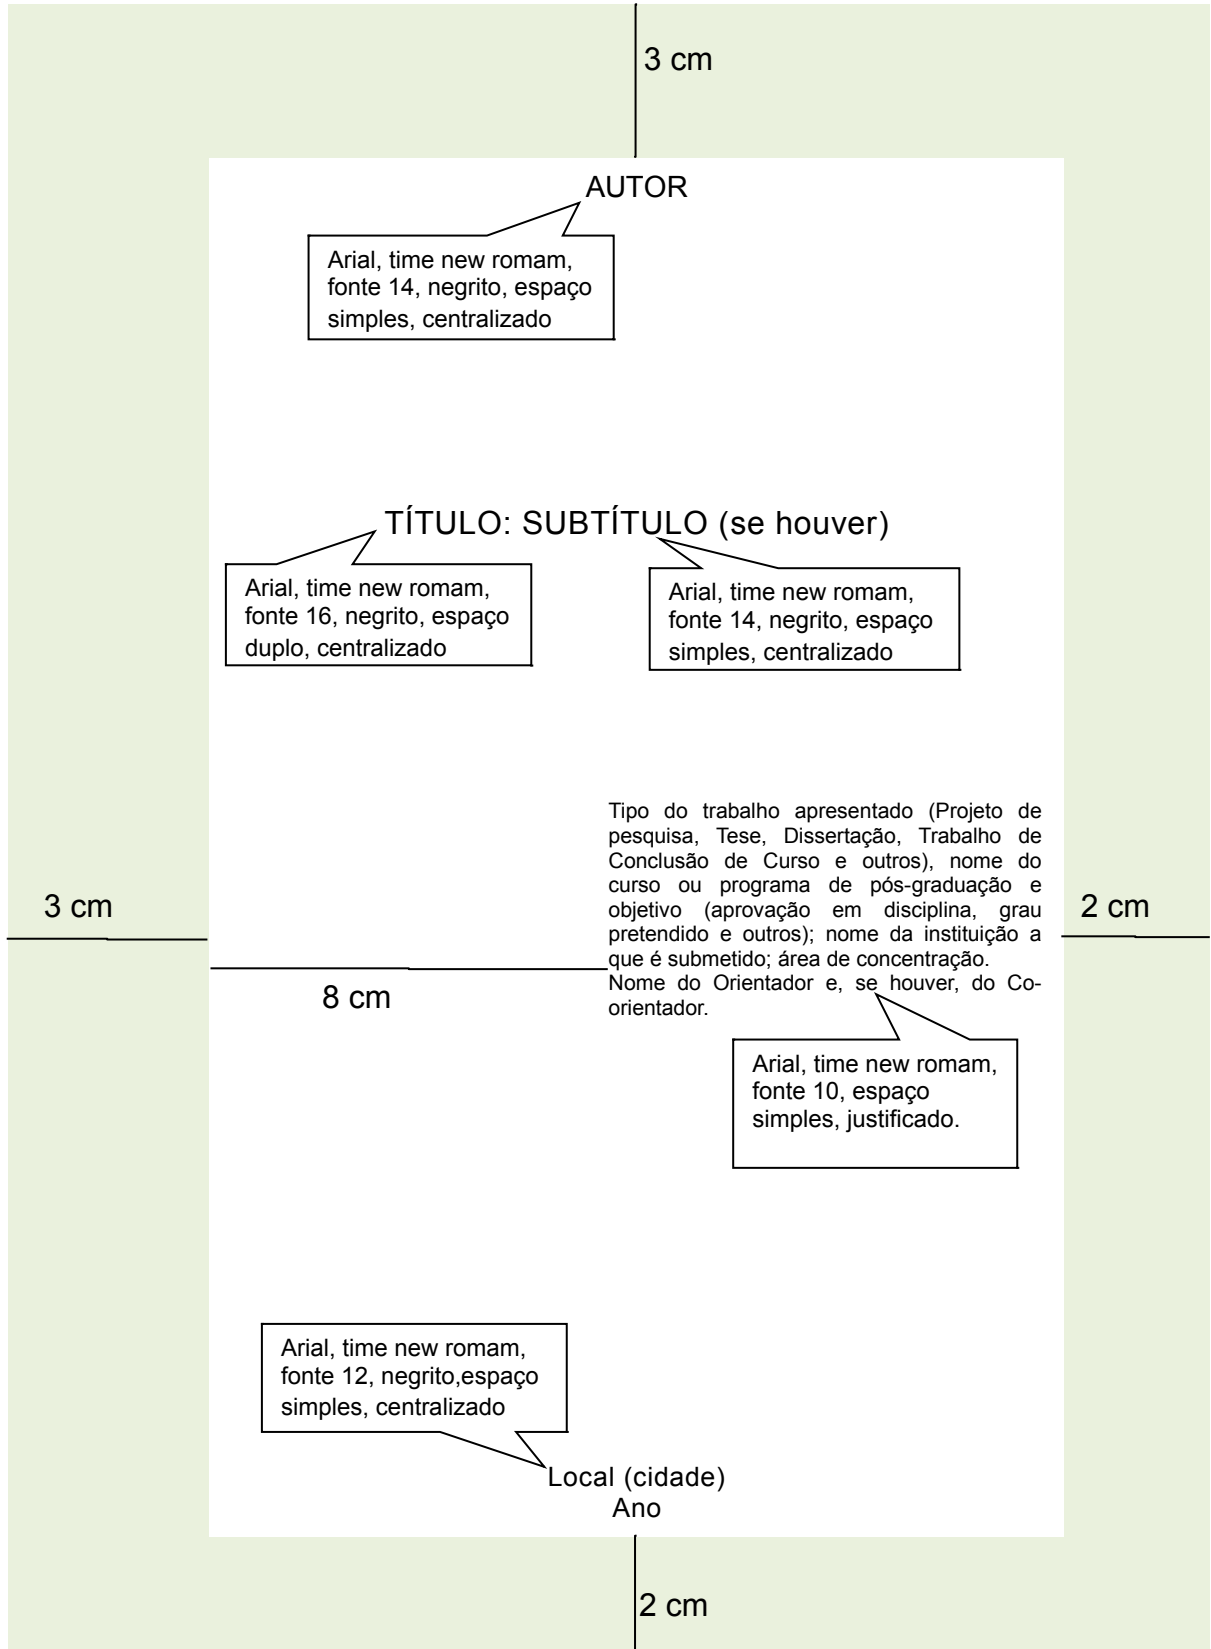 3 cm
AUTOR
Arial, time new romam,
fonte 14, negrito, espaço
simples, centralizado
TÍTULO: SUBTÍTULO (se houver)
Arial, time new romam,
fonte 16, negrito, espaço
duplo, centralizado
Arial, time new romam,
fonte 14, negrito, espaço
simples, centralizado
Tipo do trabalho apresentado (Projeto de
pesquisa, Tese, Dissertação, Trabalho de
Conclusão de Curso e outros), nome do
curso ou programa de pós-graduação e
objetivo (aprovação em disciplina, grau
pretendido e outros); nome da instituição a
que é submetido; área de concentração.
Nome do Orientador e, se houver, do Co-
orientador.
3 cm
2 cm
8 cm
Arial, time new romam,
fonte 10, espaço
simples, justificado.
Arial, time new romam,
fonte 12, negrito,espaço
simples, centralizado
Local (cidade)
Ano
2 cm